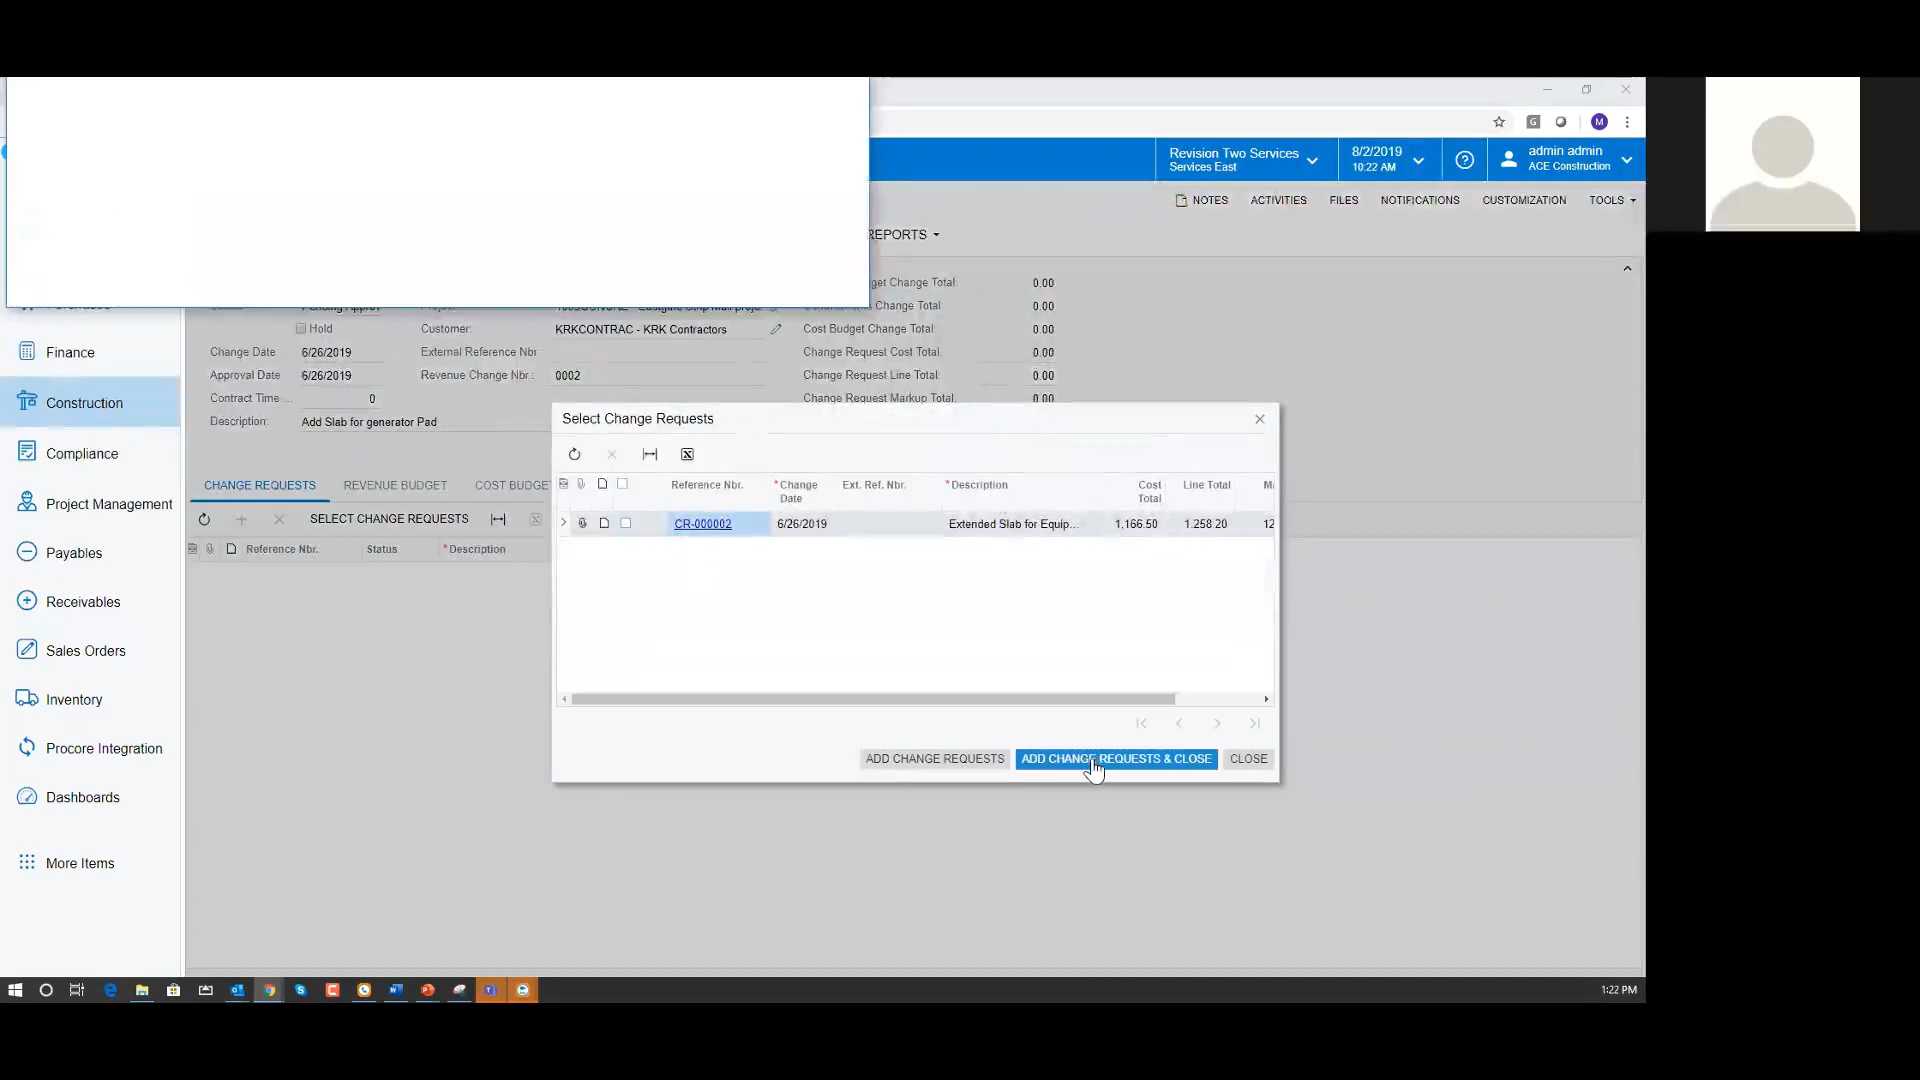 M
Revision Two Services
Services East
8/2/2019
10:22 AM
admin admin
ACE Construction
NOTES
ACTIVITIES
FILES
NOTIFICATIONS
CUSTOMIZATION
TOOLS
REPORTS
get Change Total:
0.00
Change Total:
0.00
Hold
Customer:
KRKCONTRAC - KRK Contractors
Cost Budget Change Total:
0.00
Finance
Change Date
6/26/2019
External Reference Nbr
Change Request Cost Total:
0.00
Approval Date
6/26/2019
Revenue Change Nbr.:
0002
Change Request Line Total:
0.00
Construction
Contract Time ...
0
Change Request Markup Total:
0.00
Description:
Add Slab for generator Pad
Select Change Requests
Compliance
CHANGE REQUESTS
REVENUE BUDGET
COST BUDGE
Reference Nbr.
*Change Date
Ext. Ref. Nbr.
*Description
Cost Total
Line Total
Project Management
SELECT CHANGE REQUESTS
CR-000002
6/26/2019
Extended Slab for Equip...
1,166.50
1,258.20
12
Reference Nbr.
Status
*Description
Payables
Receivables
Sales Orders
Inventory
Procore Integration
ADD CHANGE REQUESTS
ADD CHANGE REQUESTS & CLOSE
CLOSE
Dashboards
More Items
1:22 PM